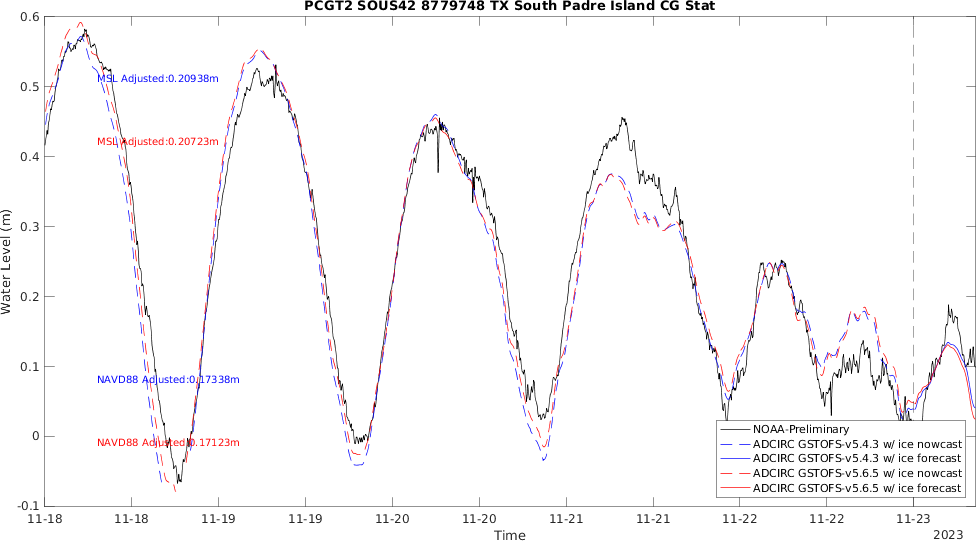 PCGT2 SOUS42 8779748 TX South Padre Island CG Stat
0.6
0.5
0.4
0.3
0.2
0.1
0
-0.1
Water Level (m)
MSL Adjusted:0.20938m
MSL Adjusted:0.20723m
NAVD88 Adjusted:0.17338m
NAVD88 Adjusted:0.17123m
NOAA-Preliminary
ADCIRC GSTOFS-v5.4.3 w/ ice nowcast
ADCIRC GSTOFS-v5.4.3 w/ ice forecast
ADCIRC GSTOFS-v5.6.5 w/ ice nowcast
ADCIRC GSTOFS-v5.6.5 w/ ice forecast
11-18 11-18 11-19 11-19 11-20 11-20 11-21 11-21 11-22 11-22 11-23
Time
2023